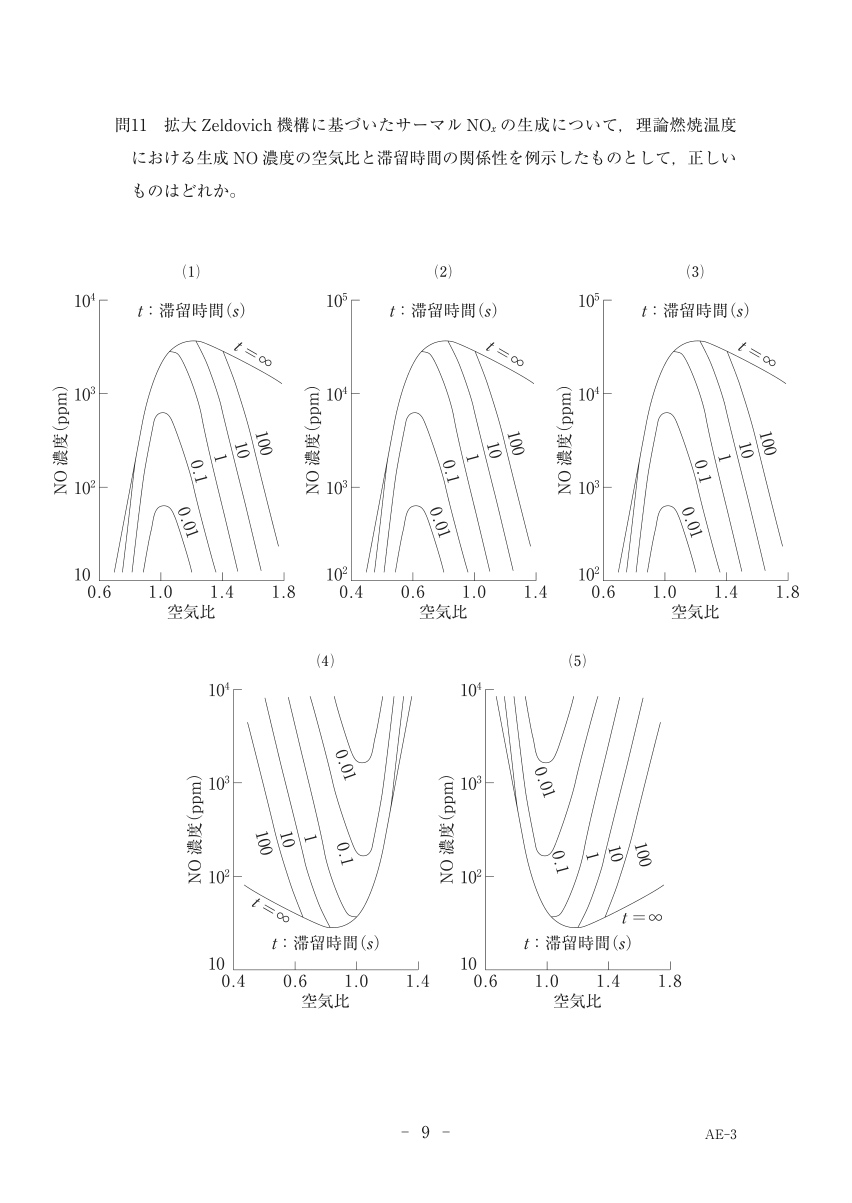 問11 拡大 Zeldovich 機構に基づいたサーマル NOx の生成について，理論燃焼温度
における生成 NO 濃度の空気比と滞留時間の関係性を例示したものとして，正しい
ものはどれか。
(1)
10⁴
10³
10²
10
NO 濃度(ppm)
t：滞留時間(s)
t＝∞
100
10
1
0.1
0.01
0.6 1.0 1.4 1.8
空気比
(2)
10⁵
10⁴
10³
10²
NO 濃度(ppm)
t：滞留時間(s)
t＝∞
100
10
1
0.1
0.01
0.4 0.6 1.0 1.4
空気比
(3)
10⁵
10⁴
10³
10²
NO 濃度(ppm)
t：滞留時間(s)
t＝∞
100
10
1
0.1
0.01
0.6 1.0 1.4 1.8
空気比
(4)
10⁴
10³
10²
10
NO 濃度(ppm)
0.01
0.1
1
10
100
t＝∞
t：滞留時間(s)
0.4 0.6 1.0 1.4
空気比
(5)
10⁴
10³
10²
10
NO 濃度(ppm)
0.01
0.1
1
10
100
t＝∞
t：滞留時間(s)
0.6 1.0 1.4 1.8
空気比
- 9 -
AE-3